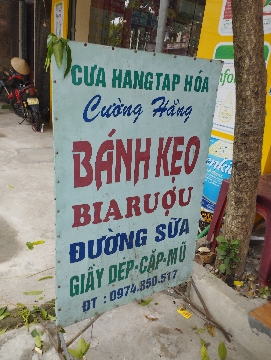 CỬA HÀNG TẠP HÓA
Cường Hằng
BÁNH KẸO
BIA RƯỢU
ĐƯỜNG SỮA
GIẦY DÉP-CẶP-MŨ
ĐT : 0974.850.517